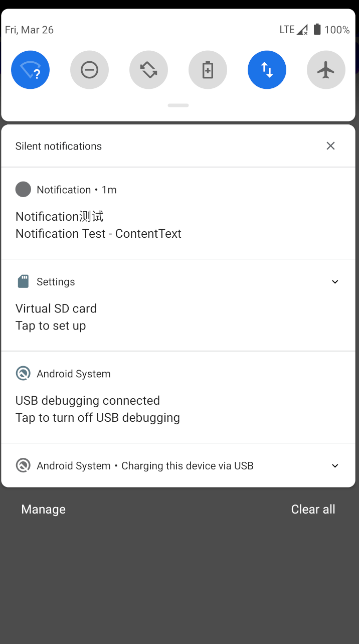 Fri, Mar 26 LTE 100%
Silent notifications
Notification • 1m
Notification测试
Notification Test - ContentText
Settings
Virtual SD card
Tap to set up
Android System
USB debugging connected
Tap to turn off USB debugging
Android System • Charging this device via USB
Manage Clear all